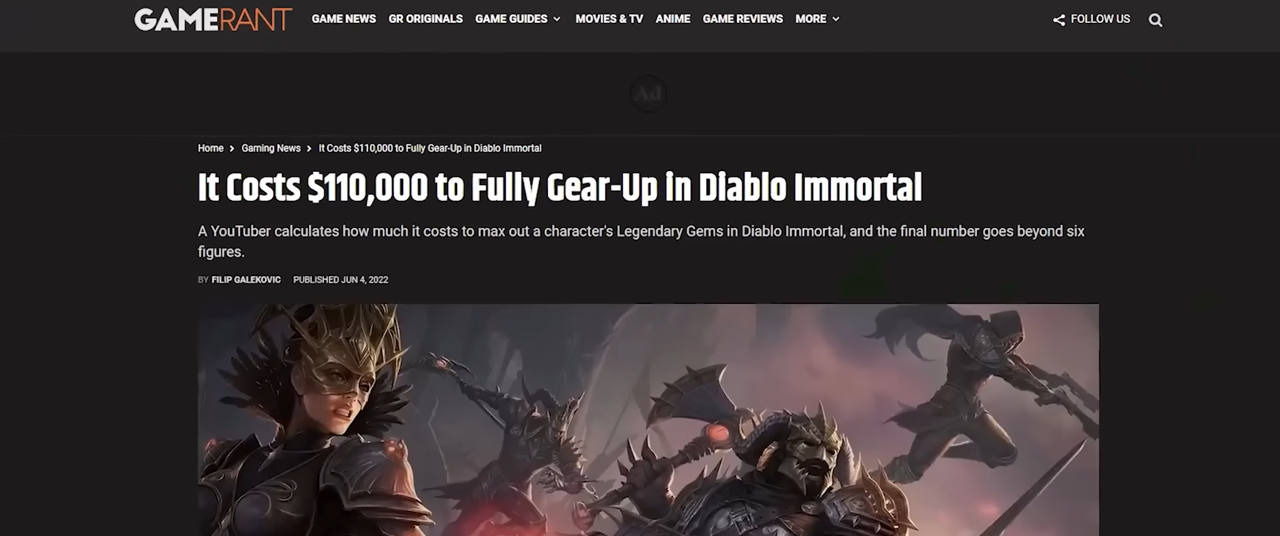 GAMERANT GAME NEWS GR ORIGINALS GAME GUIDES MOVIES & TV ANIME GAME REVIEWS MORE FOLLOW US
Ad
Home > Gaming News > It Costs $110,000 to Fully Gear-Up in Diablo Immortal
It Costs $110,000 to Fully Gear-Up in Diablo Immortal
A YouTuber calculates how much it costs to max out a character's Legendary Gems in Diablo Immortal, and the final number goes beyond six
figures.
BY FILIP GALEKOVIC PUBLISHED JUN 4, 2022